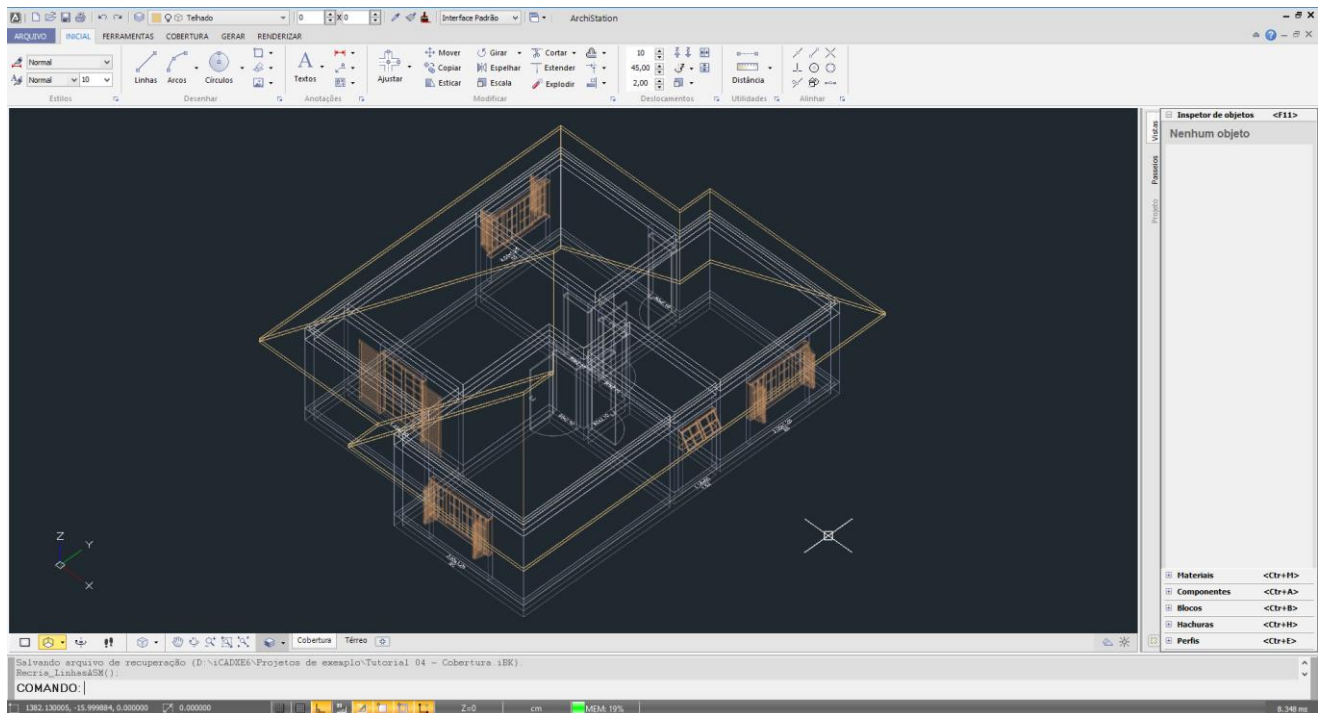 Telhado 0 X 0 Interface Padrão ArchiStation
ARQUIVO INICIAL FERRAMENTAS COBERTURA GERAR RENDERIZAR
Normal
Normal 10
Linhas Arcos Círculos
A
Textos
Ajustar
Mover Girar Cortar
Copiar Espelhar Estender
Esticar Escala Explodir
10
45,00
2,00
Distância
Estilos Desenhar Anotações Modificar Deslocamentos Utilidades Alinhar
Vistas
Passeios
Projeto
Inspetor de objetos <F11>
Nenhum objeto
Z
Y
X
Materiais <Ctr+M>
Componentes <Ctr+A>
Blocos <Ctr+B>
Hachuras <Ctr+H>
Perfis <Ctr+E>
Cobertura Térreo
Salvando arquivo de recuperação (D:\iCADXE6\Projetos de exemplo\Tutorial 04 - Cobertura.iBK).
Recria_LinhasASM();
COMANDO:
1382.130005, -15.999884, 0.000000 0.000000 Z=0 cm MEM: 19% 8.348 ms